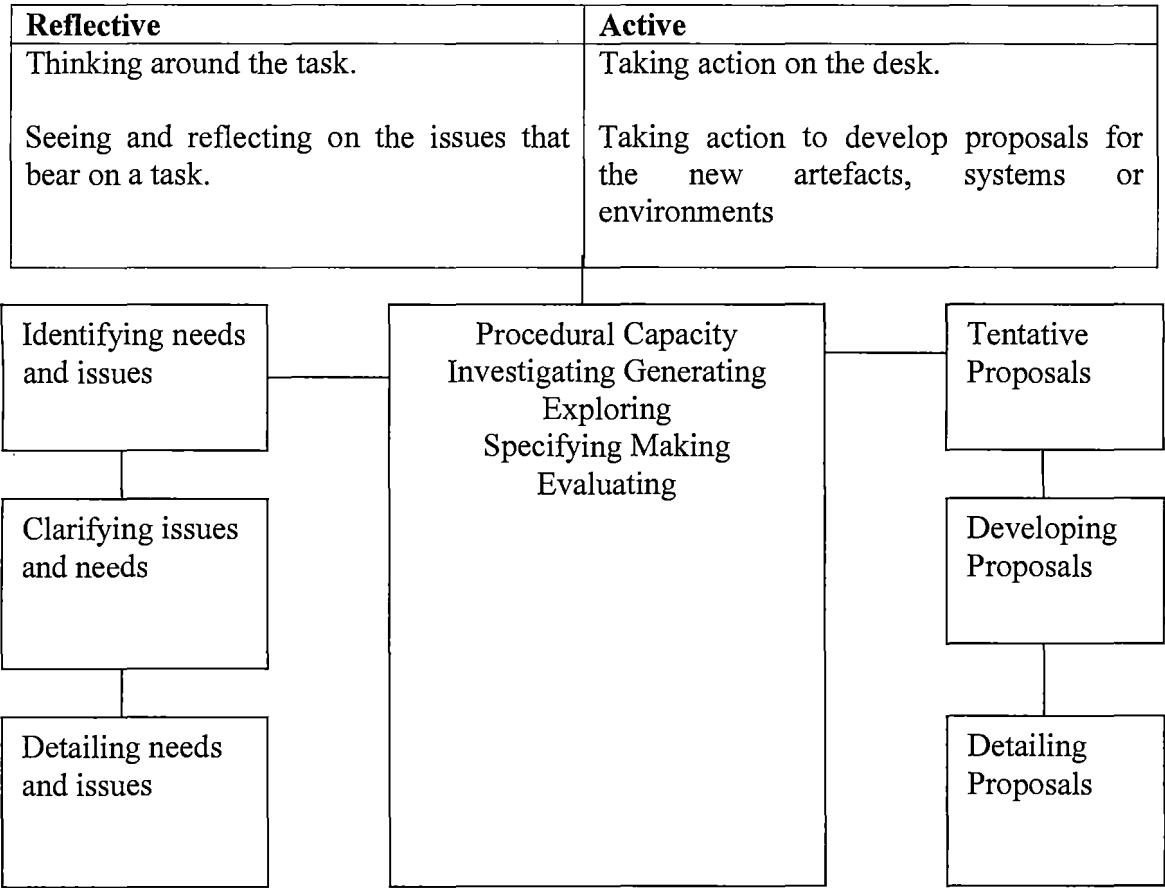 Reflective
Thinking around the task.
Seeing and reflecting on the issues that
bear on a task.
Active
Taking action on the desk.
Taking action to develop proposals for
the new artefacts, systems or
environments
Identifying needs
and issues
Clarifying issues
and needs
Detailing needs
and issues
Procedural Capacity
Investigating Generating
Exploring
Specifying Making
Evaluating
Tentative
Proposals
Developing
Proposals
Detailing
Proposals